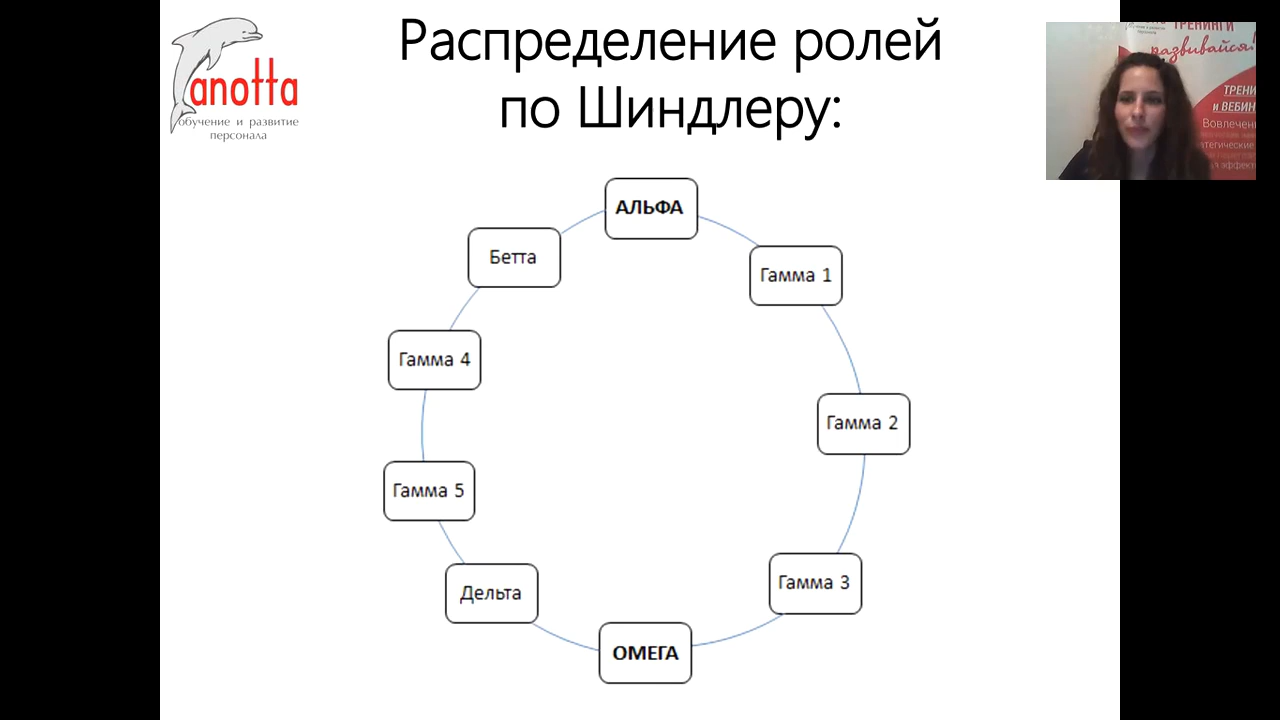 Распределение ролей
по Шиндлеру:
anotta
обучение и развитие
персонала
ТРЕНИНГИ
развивайся!
ТРЕНИ
и ВЕБИН
Вовлечен
АЛЬФА
Бетта
Гамма 1
Гамма 4
Гамма 2
Гамма 5
Гамма 3
Дельта
ОМЕГА